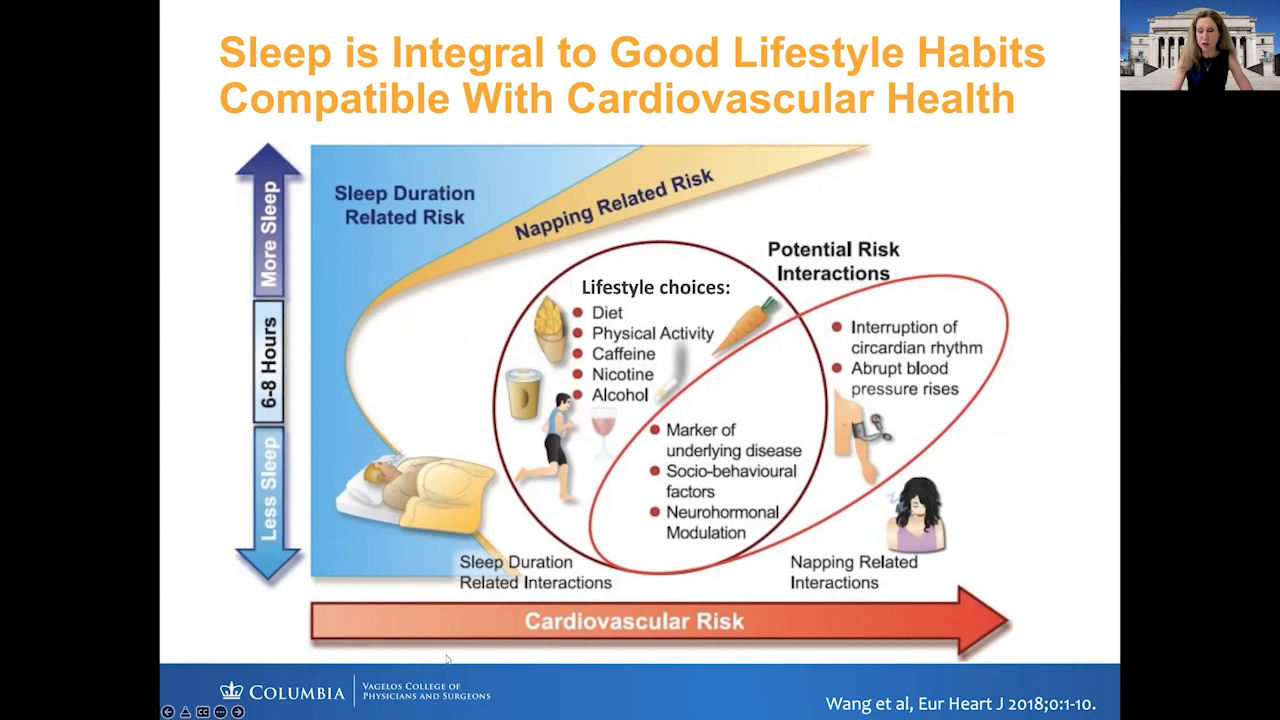 Sleep is Integral to Good Lifestyle Habits
Compatible With Cardiovascular Health
More Sleep
6-8 Hours
Less Sleep
Sleep Duration
Related Risk
Napping Related Risk
Potential Risk
Interactions
Lifestyle choices:
Diet
Physical Activity
Caffeine
Nicotine
Alcohol
Interruption of
circardian rhythm
Abrupt blood
pressure rises
Marker of
underlying disease
Socio-behavioural
factors
Neurohormonal
Modulation
Sleep Duration
Related Interactions
Napping Related
Interactions
Cardiovascular Risk
COLUMBIA
VAGELOS COLLEGE OF
PHYSICIANS AND SURGEONS
Wang et al, Eur Heart J 2018;0:1-10.